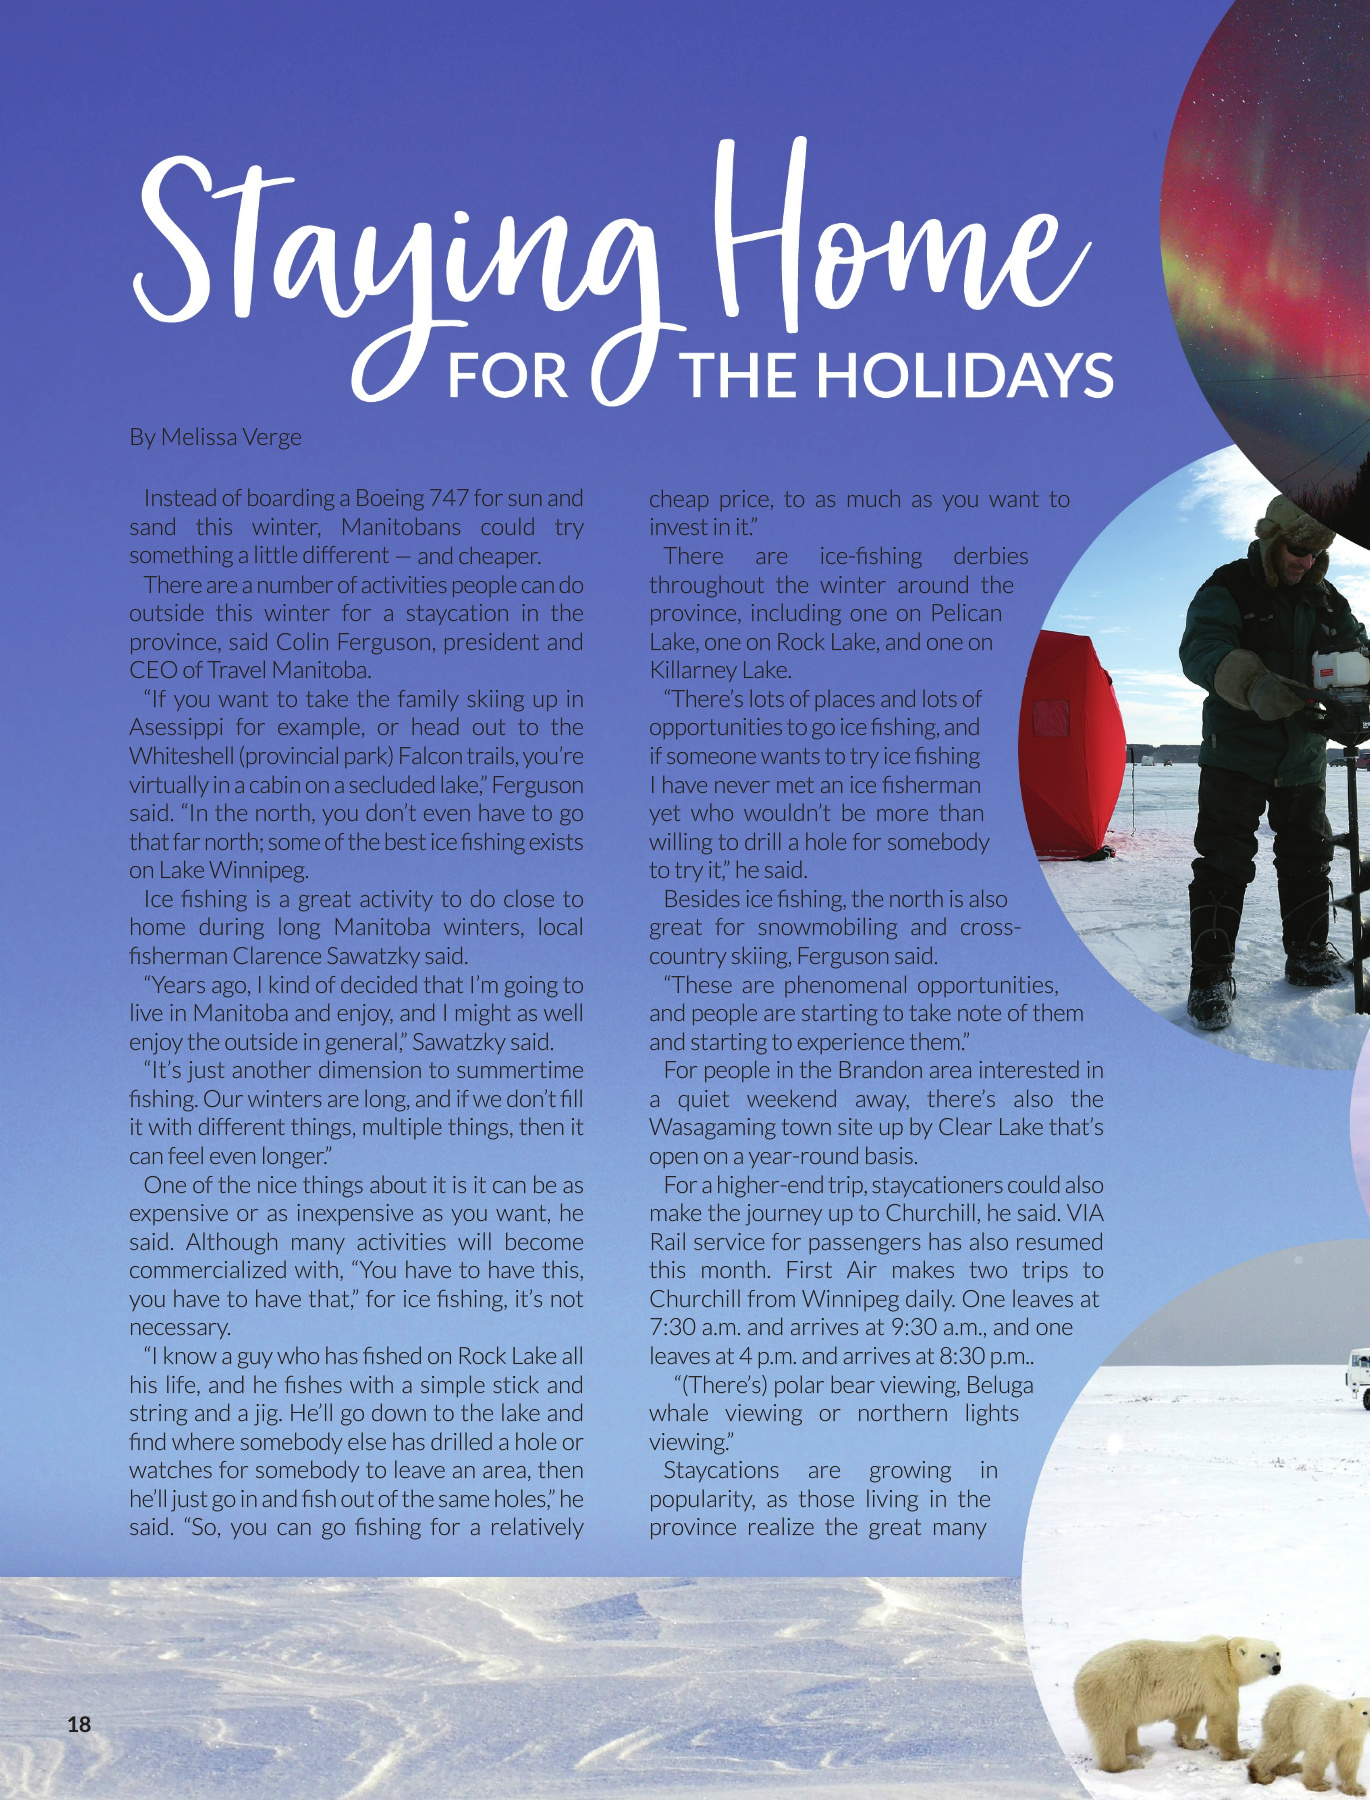 Staying Home
FOR THE HOLIDAYS
By Melissa Verge
Instead of boarding a Boeing 747 for sun and
sand this winter, Manitobans could try
something a little different — and cheaper.
There are a number of activities people can do
outside this winter for a staycation in the
province, said Colin Ferguson, president and
CEO of Travel Manitoba.
“If you want to take the family skiing up in
Asessippi for example, or head out to the
Whiteshell (provincial park) Falcon trails, you’re
virtually in a cabin on a secluded lake,” Ferguson
said. “In the north, you don’t even have to go
that far north; some of the best ice fishing exists
on Lake Winnipeg.
Ice fishing is a great activity to do close to
home during long Manitoba winters, local
fisherman Clarence Sawatzky said.
“Years ago, I kind of decided that I’m going to
live in Manitoba and enjoy, and I might as well
enjoy the outside in general,” Sawatzky said.
“It’s just another dimension to summertime
fishing. Our winters are long, and if we don’t fill
it with different things, multiple things, then it
can feel even longer.”
One of the nice things about it is it can be as
expensive or as inexpensive as you want, he
said. Although many activities will become
commercialized with, “You have to have this,
you have to have that,” for ice fishing, it’s not
necessary.
“I know a guy who has fished on Rock Lake all
his life, and he fishes with a simple stick and
string and a jig. He’ll go down to the lake and
find where somebody else has drilled a hole or
watches for somebody to leave an area, then
he’ll just go in and fish out of the same holes,” he
said. “So, you can go fishing for a relatively
cheap price, to as much as you want to
invest in it.”
There are ice-fishing derbies
throughout the winter around the
province, including one on Pelican
Lake, one on Rock Lake, and one on
Killarney Lake.
“There’s lots of places and lots of
opportunities to go ice fishing, and
if someone wants to try ice fishing
I have never met an ice fisherman
yet who wouldn’t be more than
willing to drill a hole for somebody
to try it,” he said.
Besides ice fishing, the north is also
great for snowmobiling and cross-
country skiing, Ferguson said.
“These are phenomenal opportunities,
and people are starting to take note of them
and starting to experience them.”
For people in the Brandon area interested in
a quiet weekend away, there’s also the
Wasagaming town site up by Clear Lake that’s
open on a year-round basis.
For a higher-end trip, staycationers could also
make the journey up to Churchill, he said. VIA
Rail service for passengers has also resumed
this month. First Air makes two trips to
Churchill from Winnipeg daily. One leaves at
7:30 a.m. and arrives at 9:30 a.m., and one
leaves at 4 p.m. and arrives at 8:30 p.m..
“(There’s) polar bear viewing, Beluga
whale viewing or northern lights
viewing.”
Staycations are growing in
popularity, as those living in the
province realize the great many
18